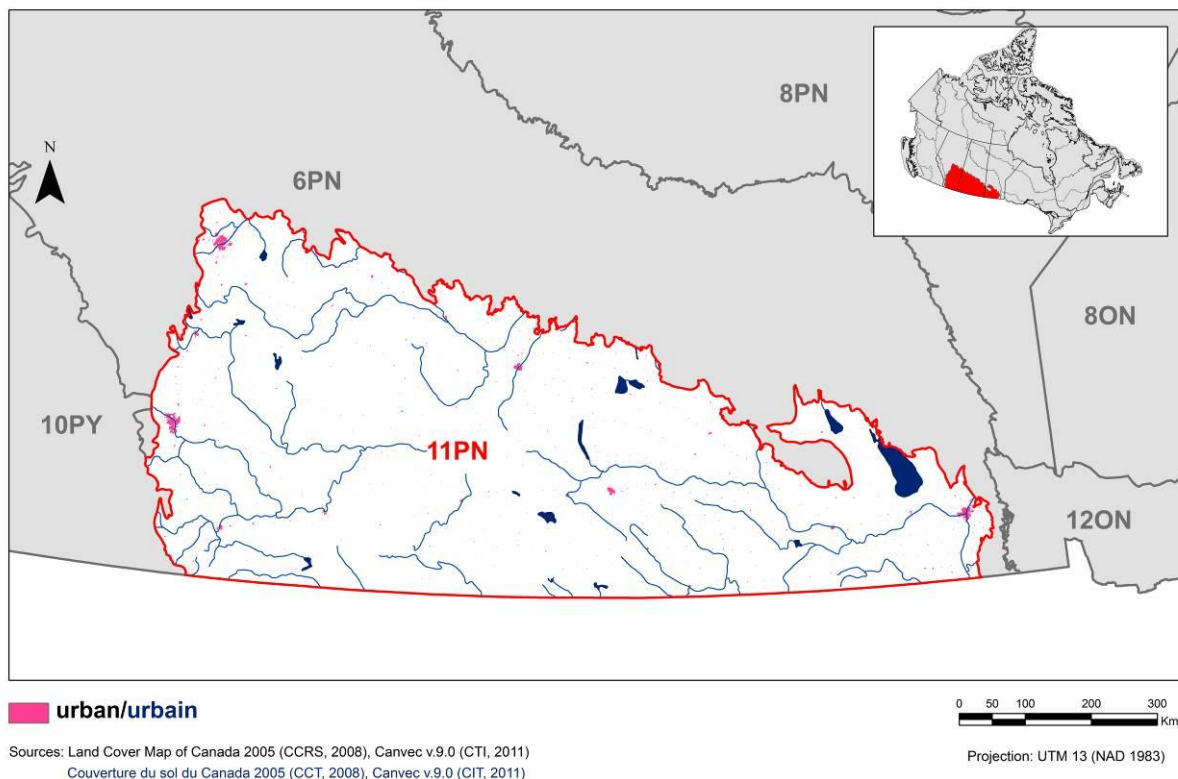 8PN
N
6PN
8ON
10PY
11PN
12ON
urban/urbain
0 50 100 200 300
Km
Sources: Land Cover Map of Canada 2005 (CCRS, 2008), Canvec v.9.0 (CTI, 2011)
Couverture du sol du Canada 2005 (CCT, 2008), Canvec v.9.0 (CIT, 2011)
Projection: UTM 13 (NAD 1983)